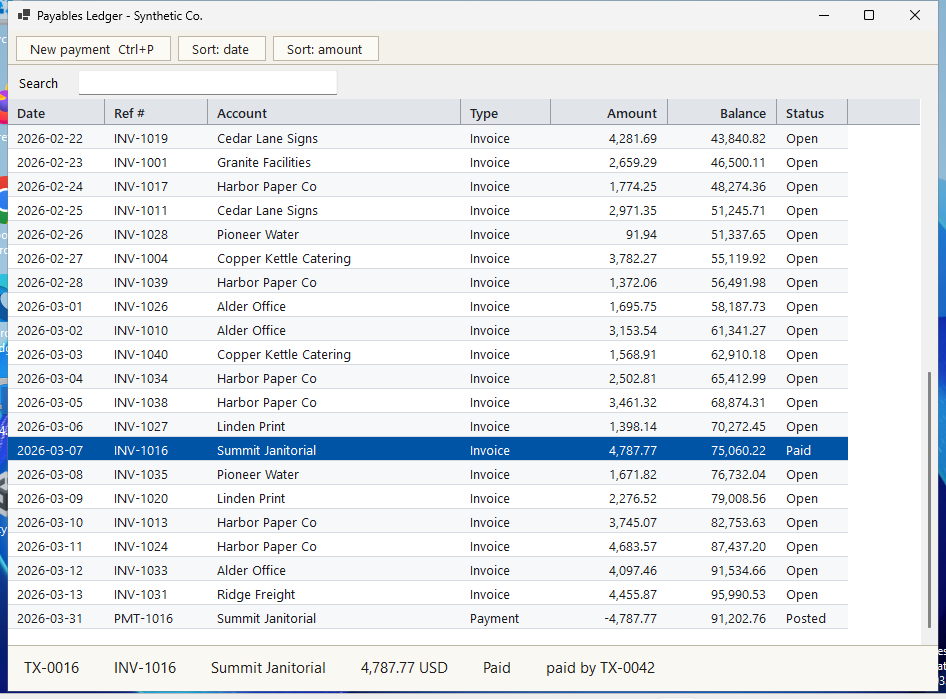 Payables Ledger - Synthetic Co.
New payment Ctrl+P Sort: date Sort: amount
Search
Date Ref # Account Type Amount Balance Status
2026-02-22 INV-1019 Cedar Lane Signs Invoice 4,281.69 43,840.82 Open
2026-02-23 INV-1001 Granite Facilities Invoice 2,659.29 46,500.11 Open
2026-02-24 INV-1017 Harbor Paper Co Invoice 1,774.25 48,274.36 Open
2026-02-25 INV-1011 Cedar Lane Signs Invoice 2,971.35 51,245.71 Open
2026-02-26 INV-1028 Pioneer Water Invoice 91.94 51,337.65 Open
2026-02-27 INV-1004 Copper Kettle Catering Invoice 3,782.27 55,119.92 Open
2026-02-28 INV-1039 Harbor Paper Co Invoice 1,372.06 56,491.98 Open
2026-03-01 INV-1026 Alder Office Invoice 1,695.75 58,187.73 Open
2026-03-02 INV-1010 Alder Office Invoice 3,153.54 61,341.27 Open
2026-03-03 INV-1040 Copper Kettle Catering Invoice 1,568.91 62,910.18 Open
2026-03-04 INV-1034 Harbor Paper Co Invoice 2,502.81 65,412.99 Open
2026-03-05 INV-1038 Harbor Paper Co Invoice 3,461.32 68,874.31 Open
2026-03-06 INV-1027 Linden Print Invoice 1,398.14 70,272.45 Open
2026-03-07 INV-1016 Summit Janitorial Invoice 4,787.77 75,060.22 Paid
2026-03-08 INV-1035 Pioneer Water Invoice 1,671.82 76,732.04 Open
2026-03-09 INV-1020 Linden Print Invoice 2,276.52 79,008.56 Open
2026-03-10 INV-1013 Harbor Paper Co Invoice 3,745.07 82,753.63 Open
2026-03-11 INV-1024 Harbor Paper Co Invoice 4,683.57 87,437.20 Open
2026-03-12 INV-1033 Alder Office Invoice 4,097.46 91,534.66 Open
2026-03-13 INV-1031 Ridge Freight Invoice 4,455.87 95,990.53 Open
2026-03-31 PMT-1016 Summit Janitorial Payment -4,787.77 91,202.76 Posted
TX-0016 INV-1016 Summit Janitorial 4,787.77 USD Paid paid by TX-0042